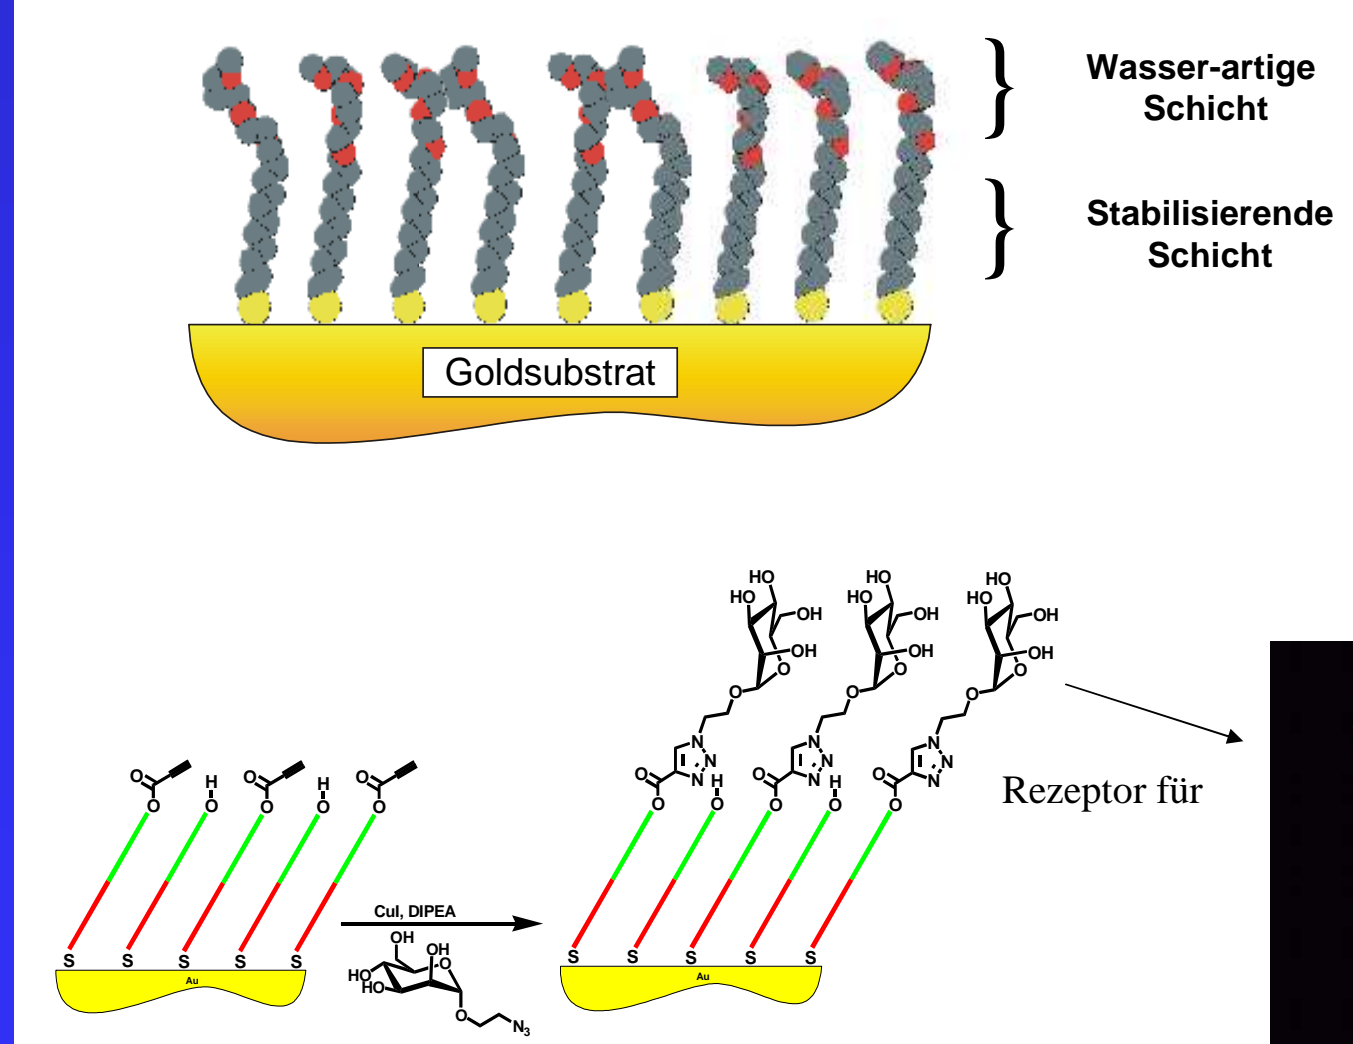 Wasser-artige
Schicht
Stabilisierende
Schicht
Goldsubstrat
HO
HO
OH
OH
O
O
N
N
N
O
O
H
O
HO
HO
OH
OH
O
O
N
N
N
O
O
H
O
HO
HO
OH
OH
O
O
N
N
N
O
O
Rezeptor für
O
O
H
O
O
O
H
O
O
O
CuI, DIPEA
OH
OH
O
HO
HO
O
N3
S
S
S
S
S
Au
S
S
S
S
S
Au